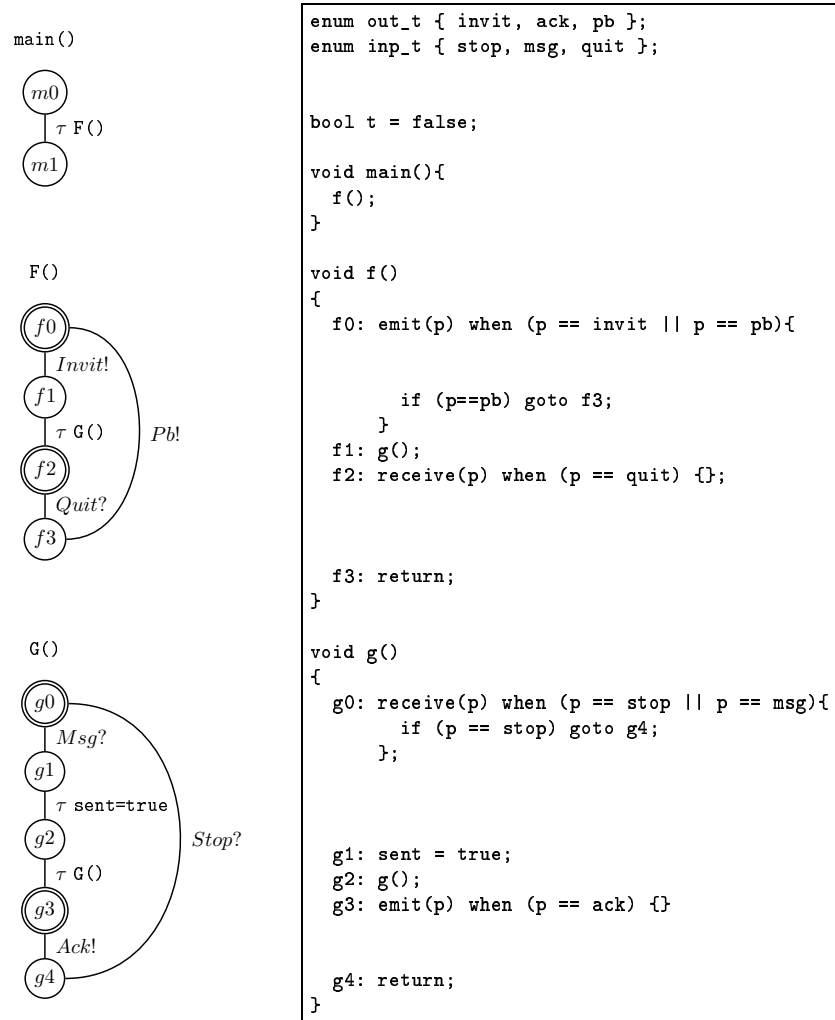 main()
m0
τ F()
m1
F()
f0
Invit!
f1
τ G()
Pb!
f2
Quit?
f3
G()
g0
Msg?
g1
τ sent=true
g2
Stop?
τ G()
g3
Ack!
g4
enum out_t { invit, ack, pb };
enum inp_t { stop, msg, quit };
bool t = false;
void main(){
f();
}
void f()
{
f0: emit(p) when (p == invit || p == pb){
if (p==pb) goto f3;
}
f1: g();
f2: receive(p) when (p == quit) {};
f3: return;
}
void g()
{
g0: receive(p) when (p == stop || p == msg){
if (p == stop) goto g4;
};
g1: sent = true;
g2: g();
g3: emit(p) when (p == ack) {}
g4: return;
}